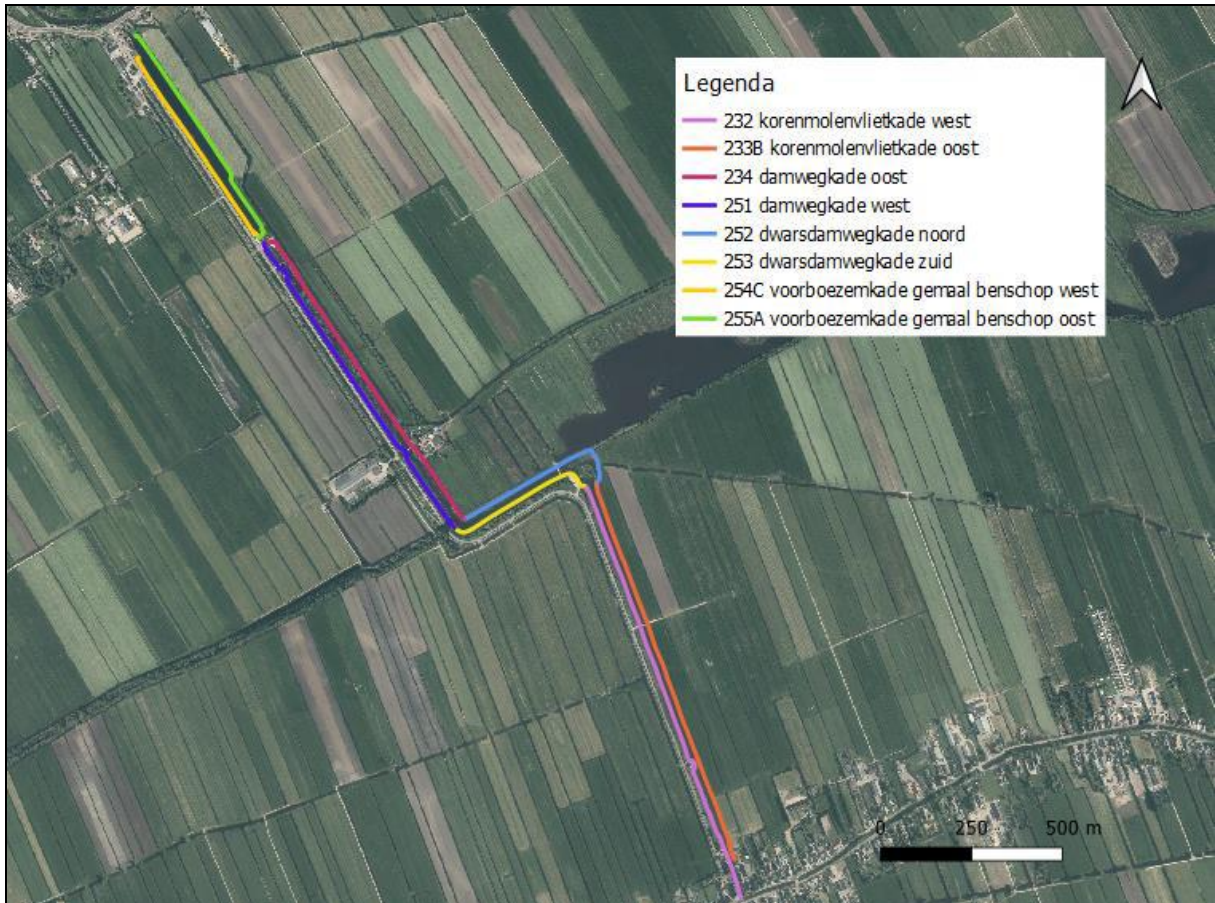 Legenda
232 korenmolenvlietkade west
233B korenmolenvlietkade oost
234 damwegkade oost
251 damwegkade west
252 dwarsdamwegkade noord
253 dwarsdamwegkade zuid
254C voorboezemkade gemaal benschop west
255A voorboezemkade gemaal benschop oost
0 250 500 m